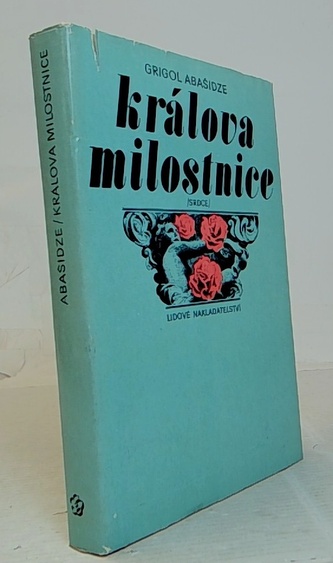 GRIGOL ABAŠIDZE
králova
milostnice
/SRDCE/
LIDOVÉ NAKLADATELSTVÍ
ABAŠIDZE/KRÁLOVA MILOSTNICE